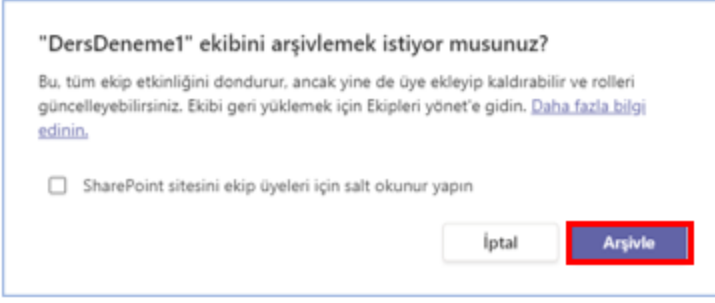 "DersDeneme1" ekibini arşivlemek istiyor musunuz?
Bu, tüm ekip etkinliğini dondurur, ancak yine de üye ekleyip kaldırabilir ve rolleri
güncelleyebilirsiniz. Ekibi geri yüklemek için Ekipleri yönet'e gidin. Daha fazla bilgi
edinin.
SharePoint sitesini ekip üyeleri için salt okunur yapın
İptal
Arşivle